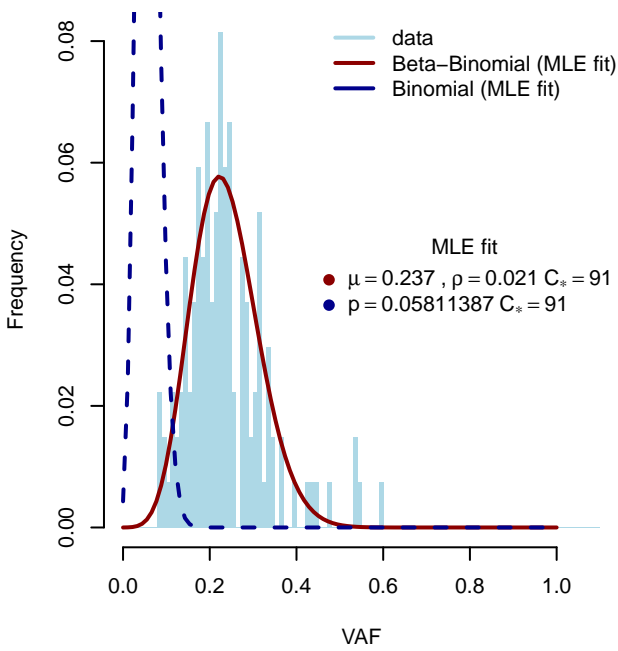 data
Beta−Binomial (MLE fit)
Binomial (MLE fit)
0.08
0.06
0.04
0.02
0.00
Frequency
MLE fit
μ = 0.237 , ρ = 0.021 C* = 91
p = 0.05811387 C* = 91
0.0 0.2 0.4 0.6 0.8 1.0
VAF